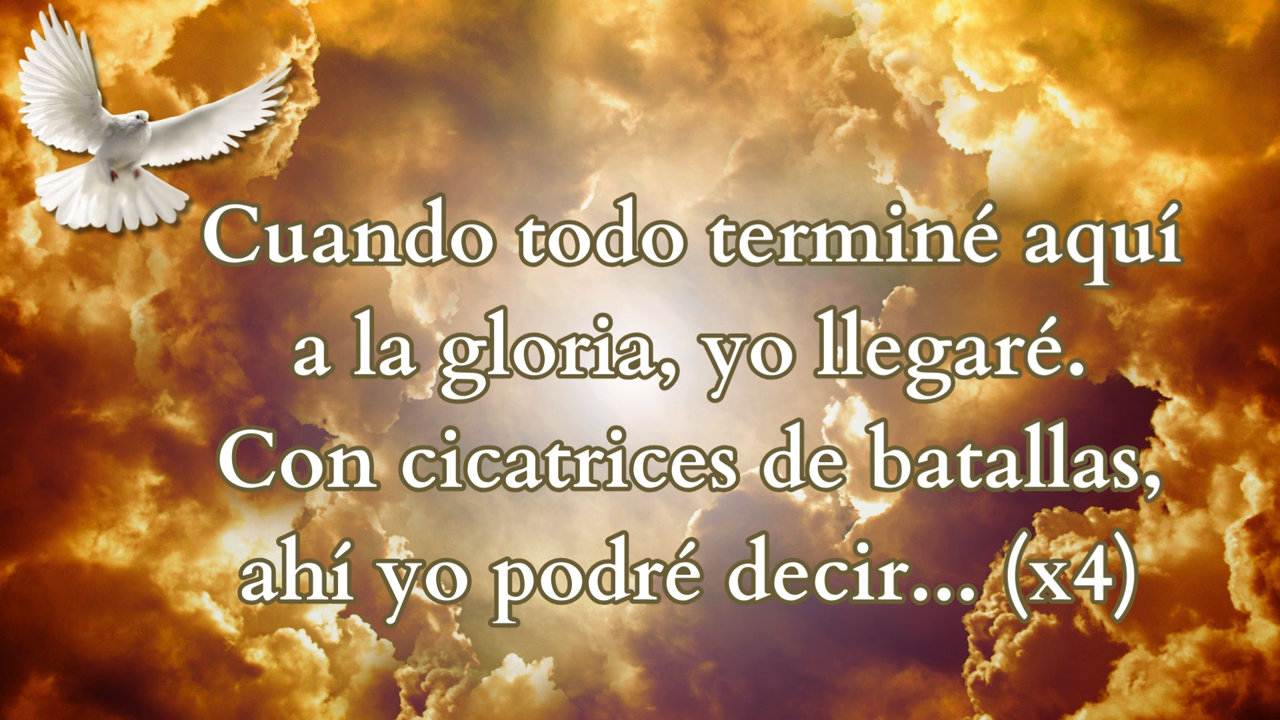 Cuando todo terminé aquí
a la gloria, yo llegaré.
Con cicatrices de batallas,
ahí yo podré decir... (x4)